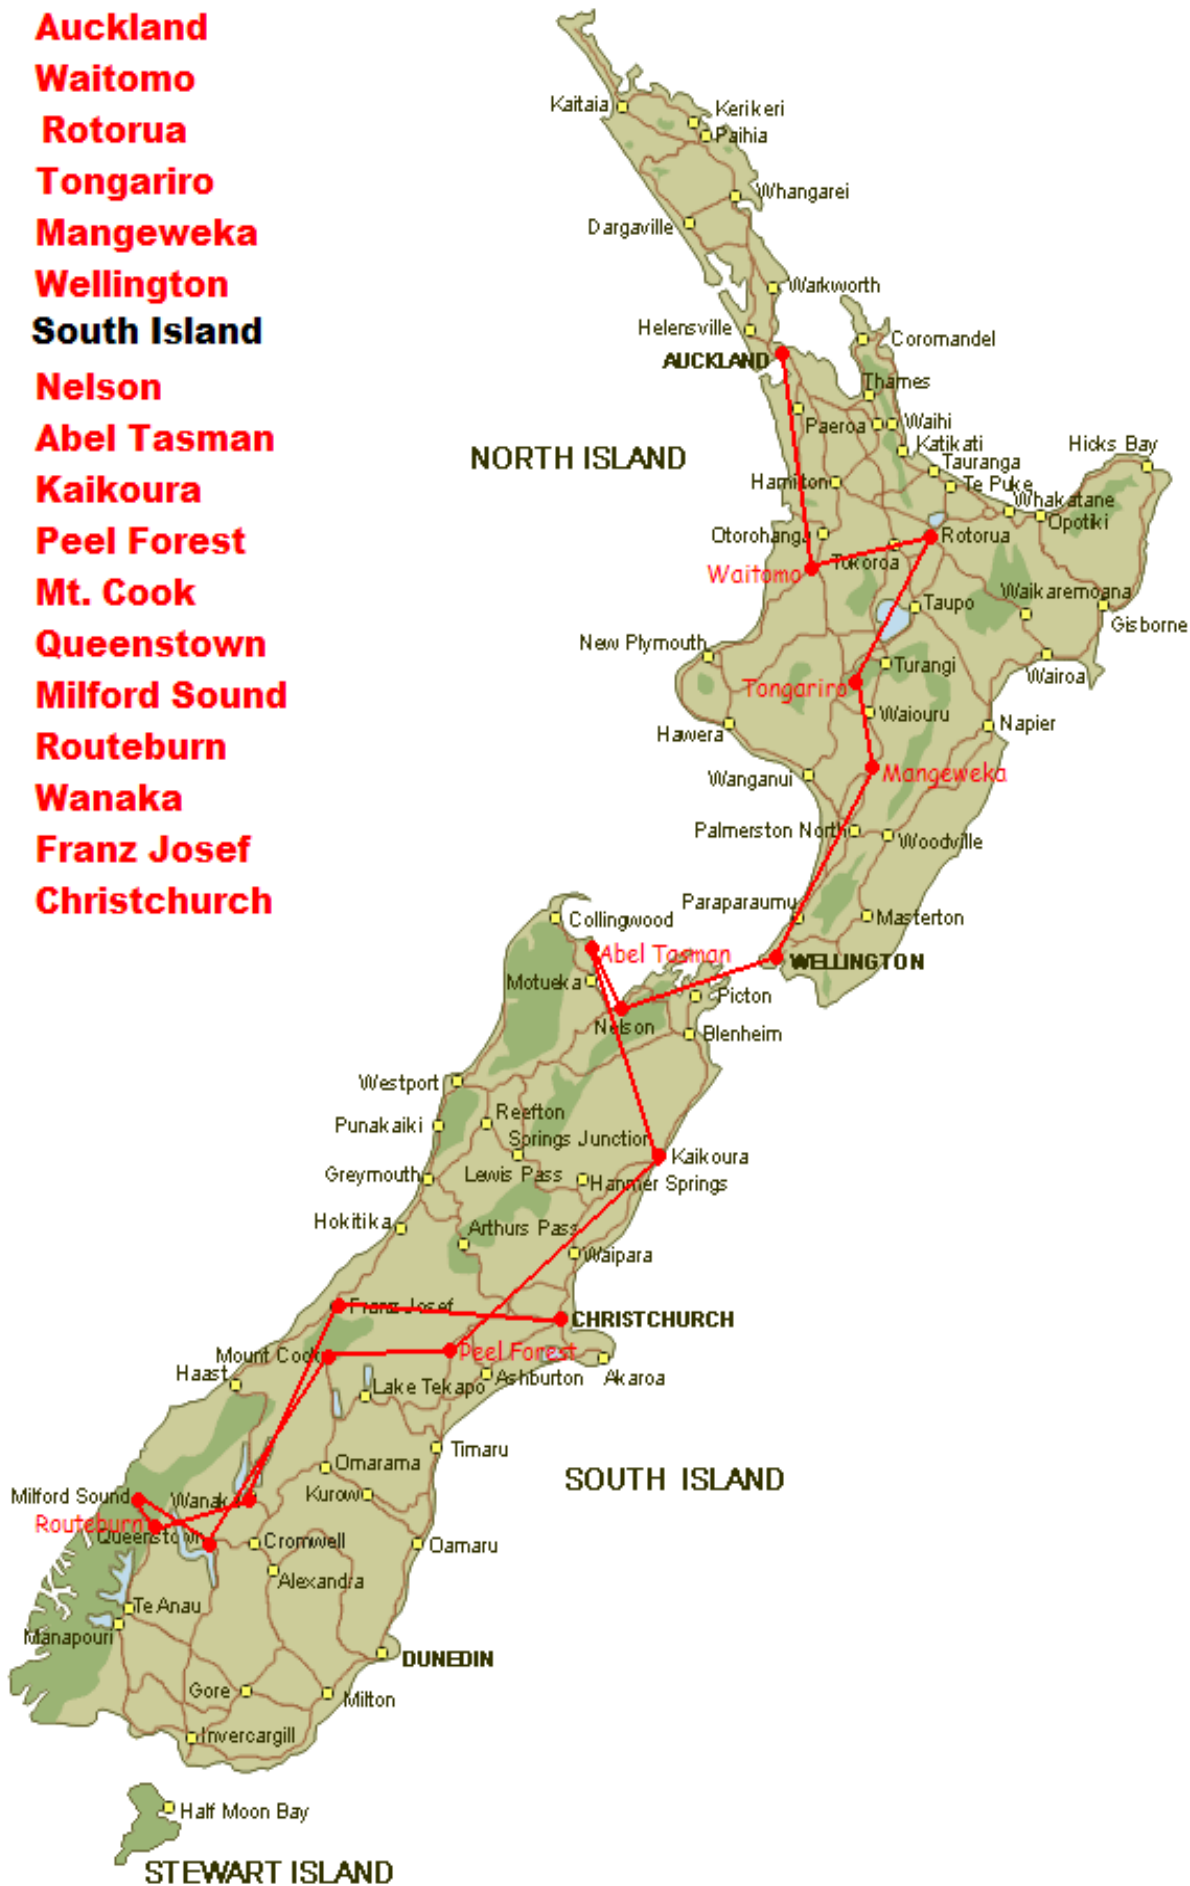 Auckland
Waitomo
Rotorua
Tongariro
Mangeweka
Wellington
South Island
Nelson
Abel Tasman
Kaikoura
Peel Forest
Mt. Cook
Queenstown
Milford Sound
Routeburn
Wanaka
Franz Josef
Christchurch
Kaitaia
Kerikeri
Paihia
Whangarei
Dargaville
Warkworth
Helensville
Coromandel
AUCKLAND
Thames
Paeroa
Waihi
Katikati
NORTH ISLAND
Hicks Bay
Tauranga
Hamilton
Te Puke
Whakatane
Opotiki
Otorohanga
Rotorua
Tokoroa
Waitomo
Waikaremoana
Taupo
Gisborne
New Plymouth
Turangi
Wairoa
Tongariro
Waiouru
Napier
Hawera
Mangeweka
Wanganui
Palmerston North
Woodville
Paraparaumu
Masterton
Collingwood
Abel Tasman
WELLINGTON
Motueka
Picton
Nelson
Blenheim
Westport
Reefton
Punakaiki
Springs Junction
Kaikoura
Greymouth
Lewis Pass
Hanmer Springs
Hokitika
Arthurs Pass
Waipara
Franz Josef
CHRISTCHURCH
Mount Cook
Peel Forest
Haast
Lake Tekapo
Ashburton
Akaroa
Timaru
Omarama
SOUTH ISLAND
Milford Sound
Wanaka
Kurow
Routeburn
Queenstown
Cromwell
Oamaru
Alexandra
Te Anau
Manapouri
DUNEDIN
Gore
Milton
Invercargill
Half Moon Bay
STEWART ISLAND